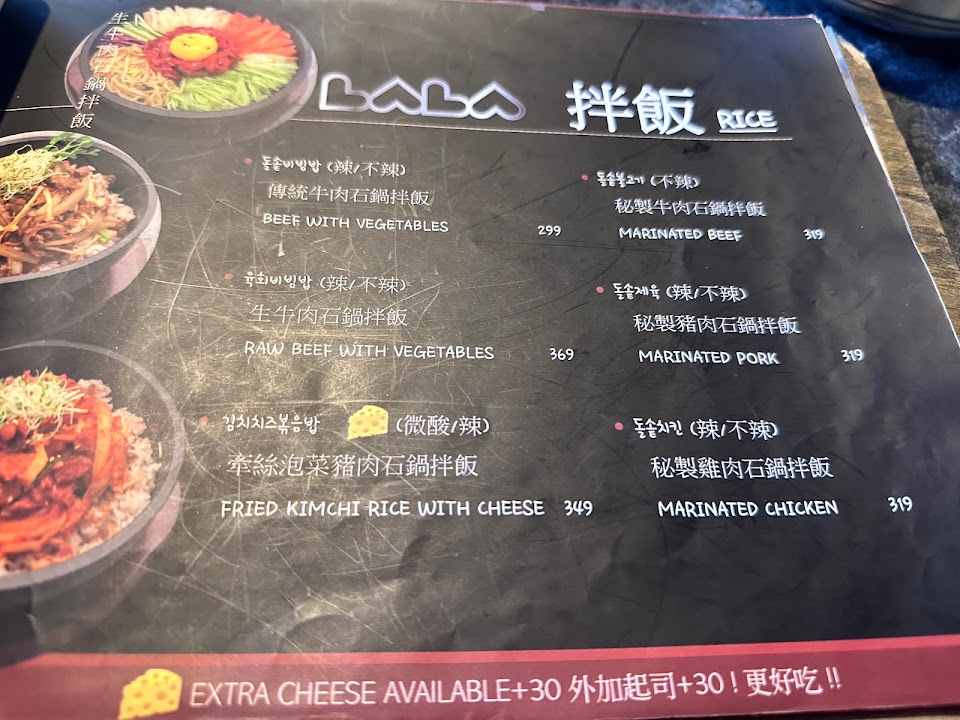 生牛肉石鍋拌飯
LALA 拌飯 RICE
돌솥비빔밥 (辣/不辣)
傳統牛肉石鍋拌飯
BEEF WITH VEGETABLES 299
육회비빔밥 (辣/不辣)
生牛肉石鍋拌飯
RAW BEEF WITH VEGETABLES 369
김치치즈볶음밥 (微酸/辣)
牽絲泡菜豬肉石鍋拌飯
FRIED KIMCHI RICE WITH CHEESE 349
돌솥불고기 (不辣)
秘製牛肉石鍋拌飯
MARINATED BEEF 319
돌솥제육 (辣/不辣)
秘製豬肉石鍋拌飯
MARINATED PORK 319
돌솥치킨 (辣/不辣)
秘製雞肉石鍋拌飯
MARINATED CHICKEN 319
EXTRA CHEESE AVAILABLE+30 外加起司+30！更好吃!!